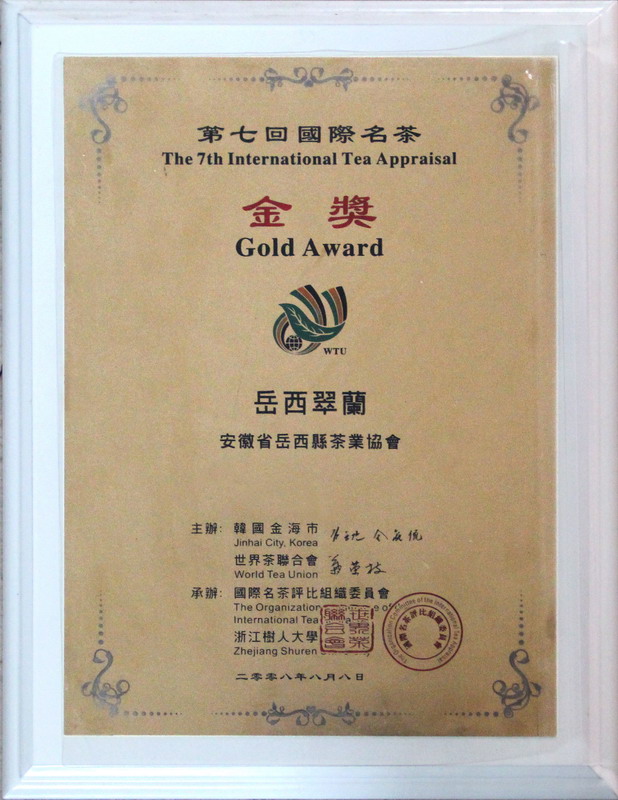 第七回國際名茶
The 7th International Tea Appraisal
金獎
Gold Award
WTU
岳西翠蘭
安徽省岳西縣茶業協會
主辦: 韓國金海市
Jinhai City, Korea
世界茶聯合會
World Tea Union
承辦: 國際名茶評比組織委員會
The Organization of
International Tea
浙江樹人大學
Zhejiang Shuren
二零零八年八月八日